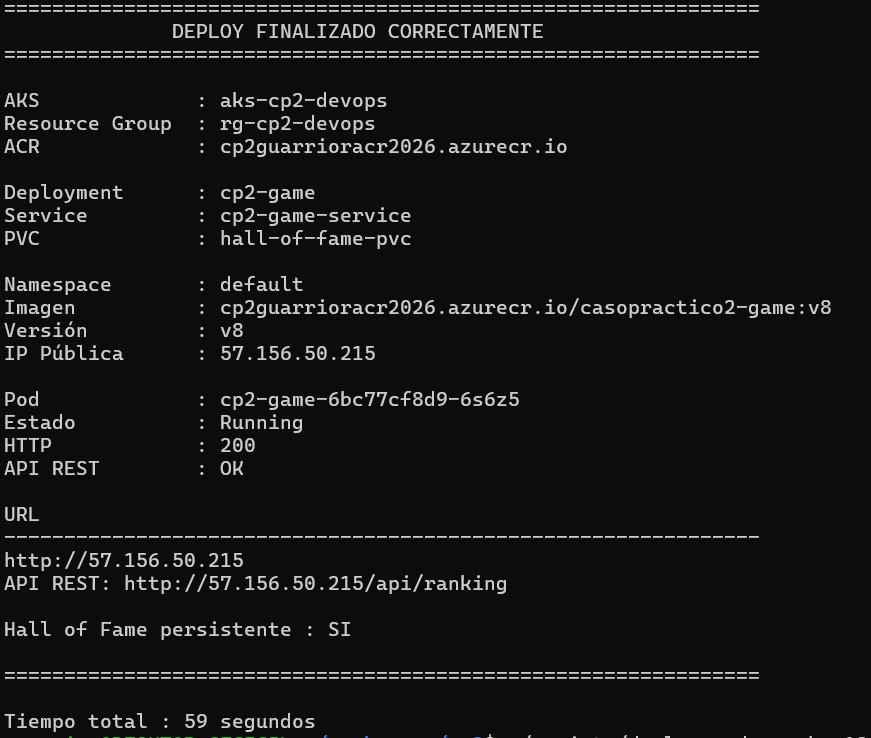 ===============================================================
DEPLOY FINALIZADO CORRECTAMENTE
===============================================================
AKS : aks-cp2-devops
Resource Group : rg-cp2-devops
ACR : cp2guarrioracr2026.azurecr.io
Deployment : cp2-game
Service : cp2-game-service
PVC : hall-of-fame-pvc
Namespace : default
Imagen : cp2guarrioracr2026.azurecr.io/casopractico2-game:v8
Versión : v8
IP Pública : 57.156.50.215
Pod : cp2-game-6bc77cf8d9-6s6z5
Estado : Running
HTTP : 200
API REST : OK
URL
---------------------------------------------------------------
http://57.156.50.215
API REST: http://57.156.50.215/api/ranking
Hall of Fame persistente : SI
===============================================================
Tiempo total : 59 segundos